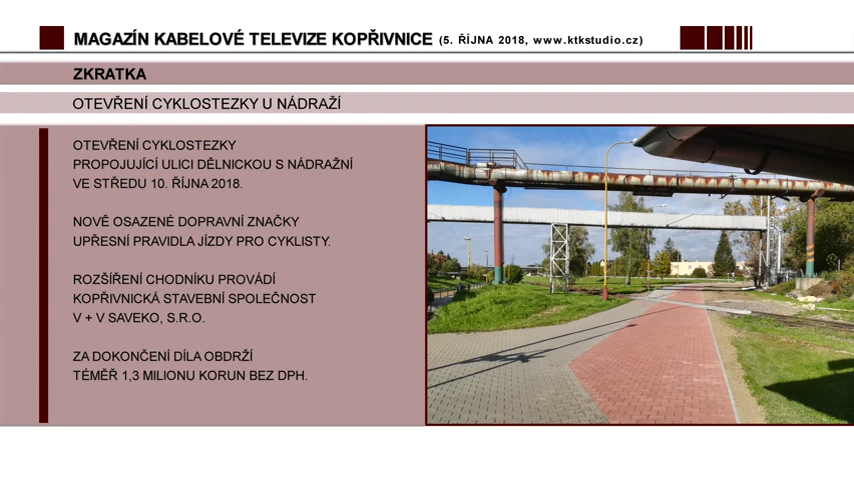 MAGAZÍN KABELOVÉ TELEVIZE KOPŘIVNICE (5. ŘÍJNA 2018, www.ktkstudio.cz)
ZKRATKA
OTEVŘENÍ CYKLOSTEZKY U NÁDRAŽÍ
OTEVŘENÍ CYKLOSTEZKY
PROPOJUJÍCÍ ULICI DĚLNICKOU S NÁDRAŽNÍ
VE STŘEDU 10. ŘÍJNA 2018.
NOVĚ OSAZENÉ DOPRAVNÍ ZNAČKY
UPŘESNÍ PRAVIDLA JÍZDY PRO CYKLISTY.
ROZŠÍŘENÍ CHODNÍKU PROVÁDÍ
KOPŘIVNICKÁ STAVEBNÍ SPOLEČNOST
V + V SAVEKO, S.R.O.
ZA DOKONČENÍ DÍLA OBDRŽÍ
TÉMĚŘ 1,3 MILIONU KORUN BEZ DPH.